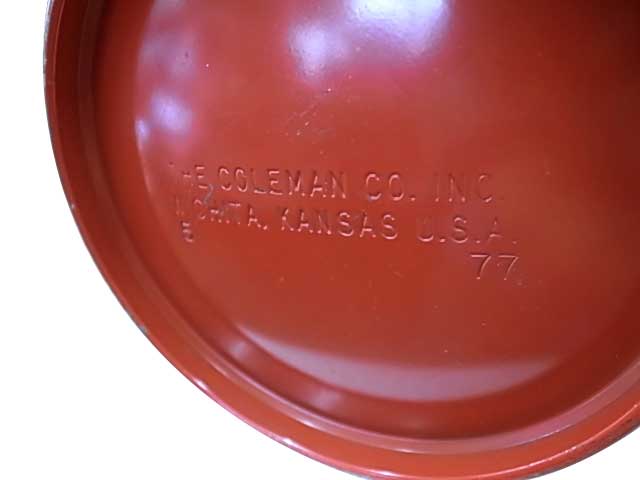 THE COLEMAN CO. INC.
WICHITA, KANSAS U.S.A.
5
77